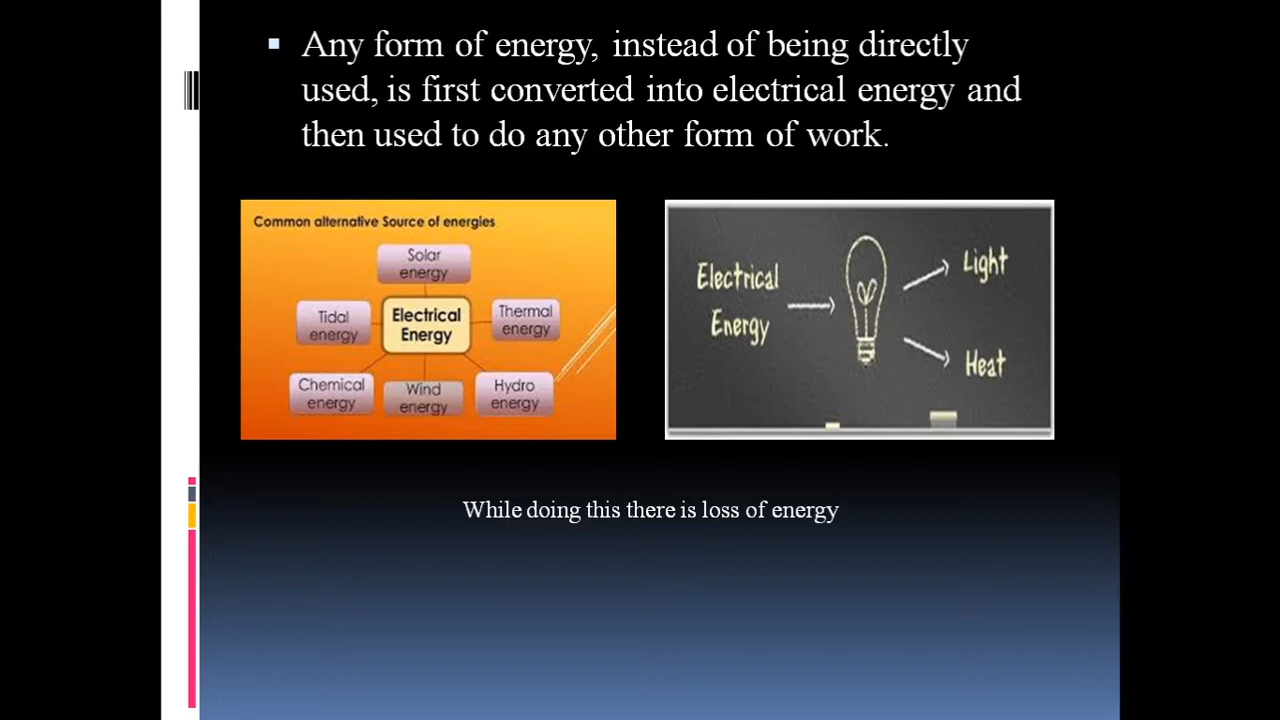 Any form of energy, instead of being directly
used, is first converted into electrical energy and
then used to do any other form of work.
Common alternative Source of energies
Solar
energy
Tidal
energy
Electrical
Energy
Thermal
energy
Chemical
energy
Wind
energy
Hydro
energy
Electrical
Energy
Light
Heat
While doing this there is loss of energy